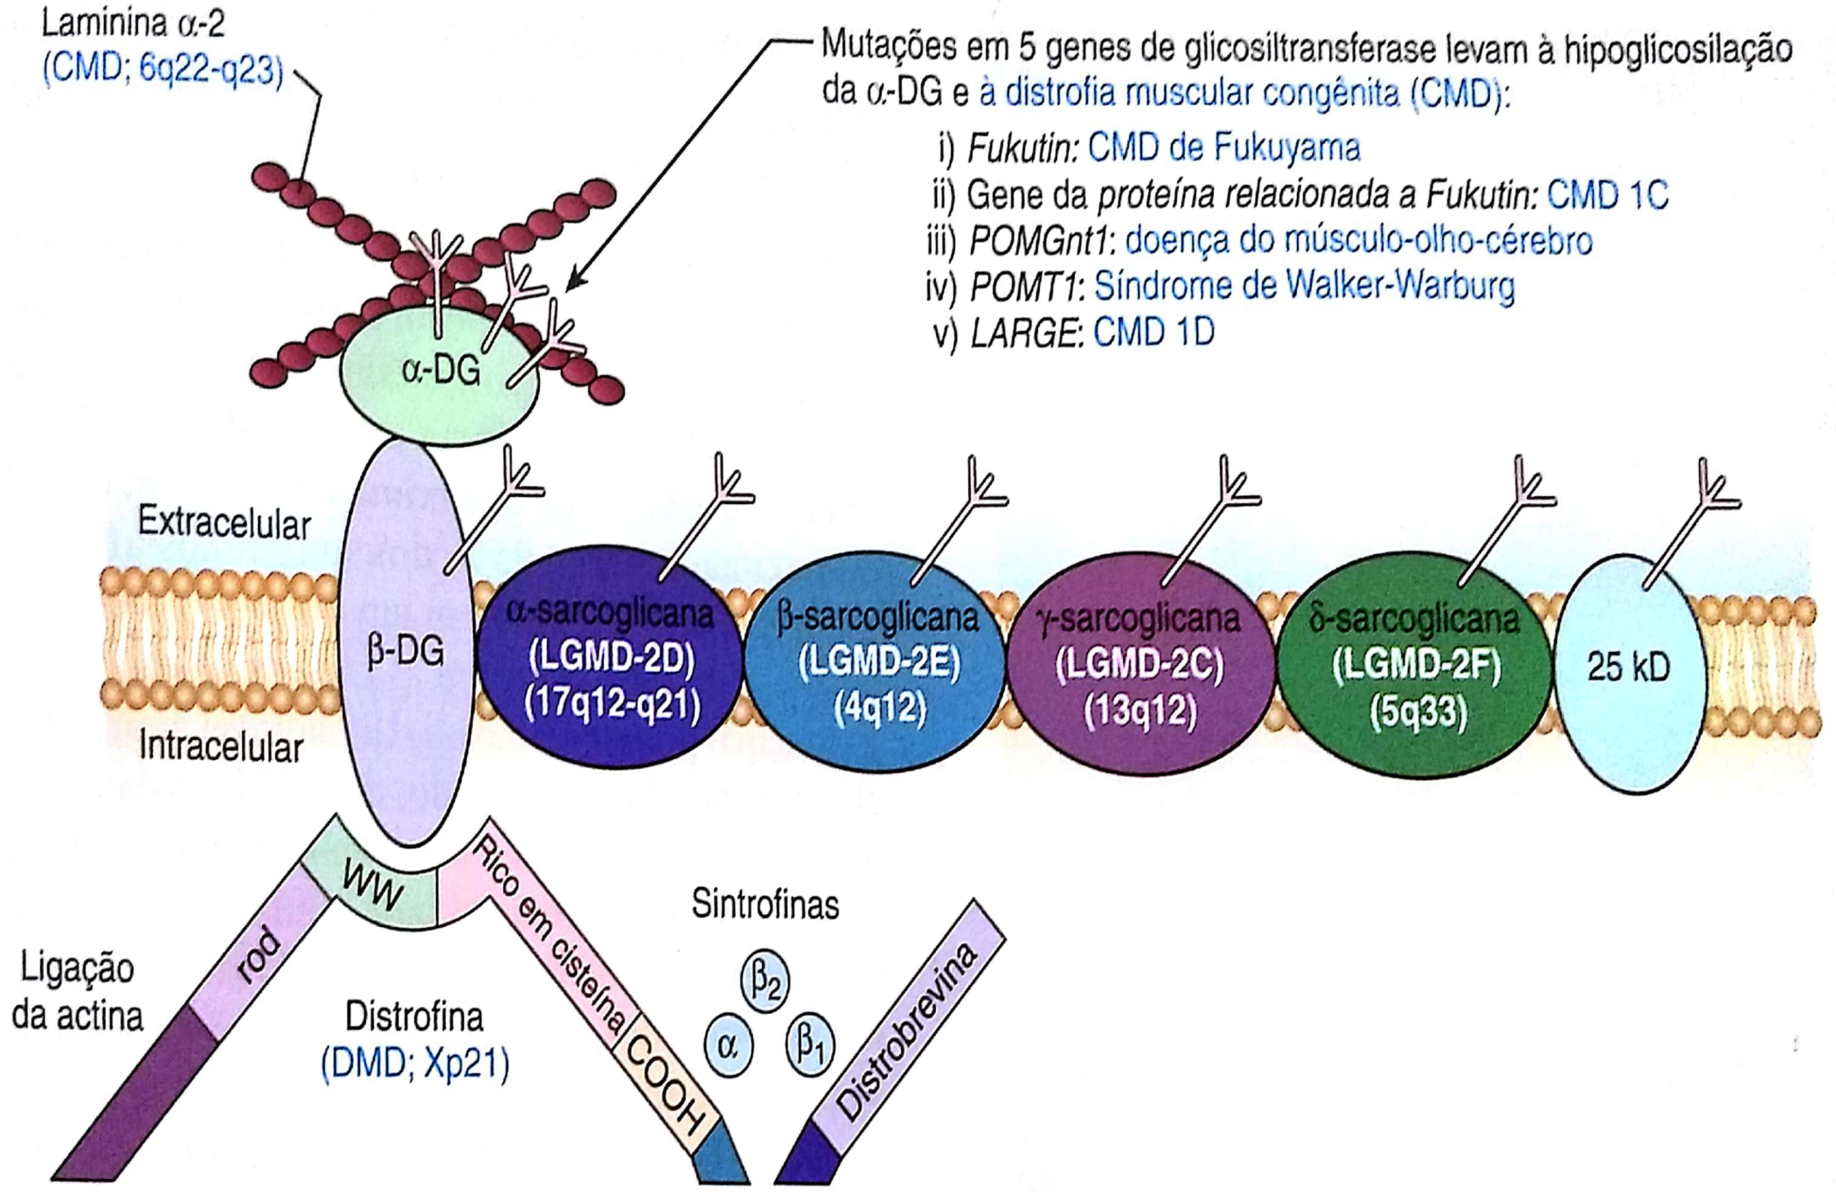 Laminina α-2
(CMD; 6q22-q23)
Mutações em 5 genes de glicosiltransferase levam à hipoglicosilação
da α-DG e à distrofia muscular congênita (CMD):
i) Fukutin: CMD de Fukuyama
ii) Gene da proteína relacionada a Fukutin: CMD 1C
iii) POMGnt1: doença do músculo-olho-cérebro
iv) POMT1: Síndrome de Walker-Warburg
v) LARGE: CMD 1D
α-DG
Extracelular
β-DG
Intracelular
α-sarcoglicana
(LGMD-2D)
(17q12-q21)
β-sarcoglicana
(LGMD-2E)
(4q12)
γ-sarcoglicana
(LGMD-2C)
(13q12)
δ-sarcoglicana
(LGMD-2F)
(5q33)
25 kD
WW
rod
Rico em cisteína
COOH
Ligação
da actina
Distrofina
(DMD; Xp21)
Sintrofinas
β2
α
β1
Distrobrevina